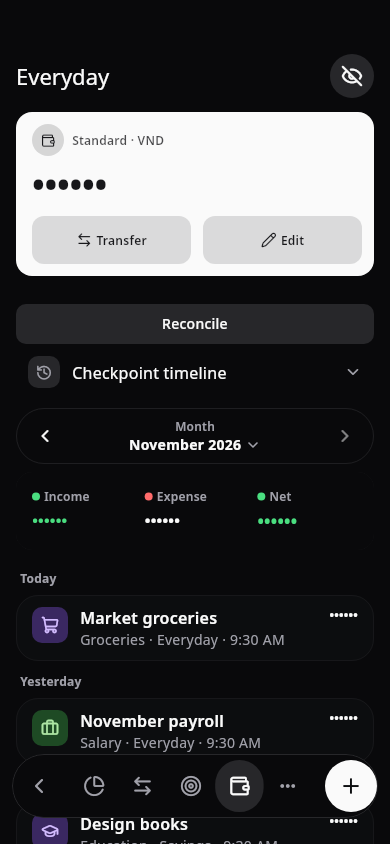 Everyday
Standard · VND
••••••
Transfer
Edit
Reconcile
Checkpoint timeline
Month
November 2026
Income
Expense
Net
••••••
••••••
••••••
Today
Market groceries
••••••
Groceries · Everyday · 9:30 AM
Yesterday
November payroll
••••••
Salary · Everyday · 9:30 AM
Design books
••••••
Education · Savings · 9:30 AM